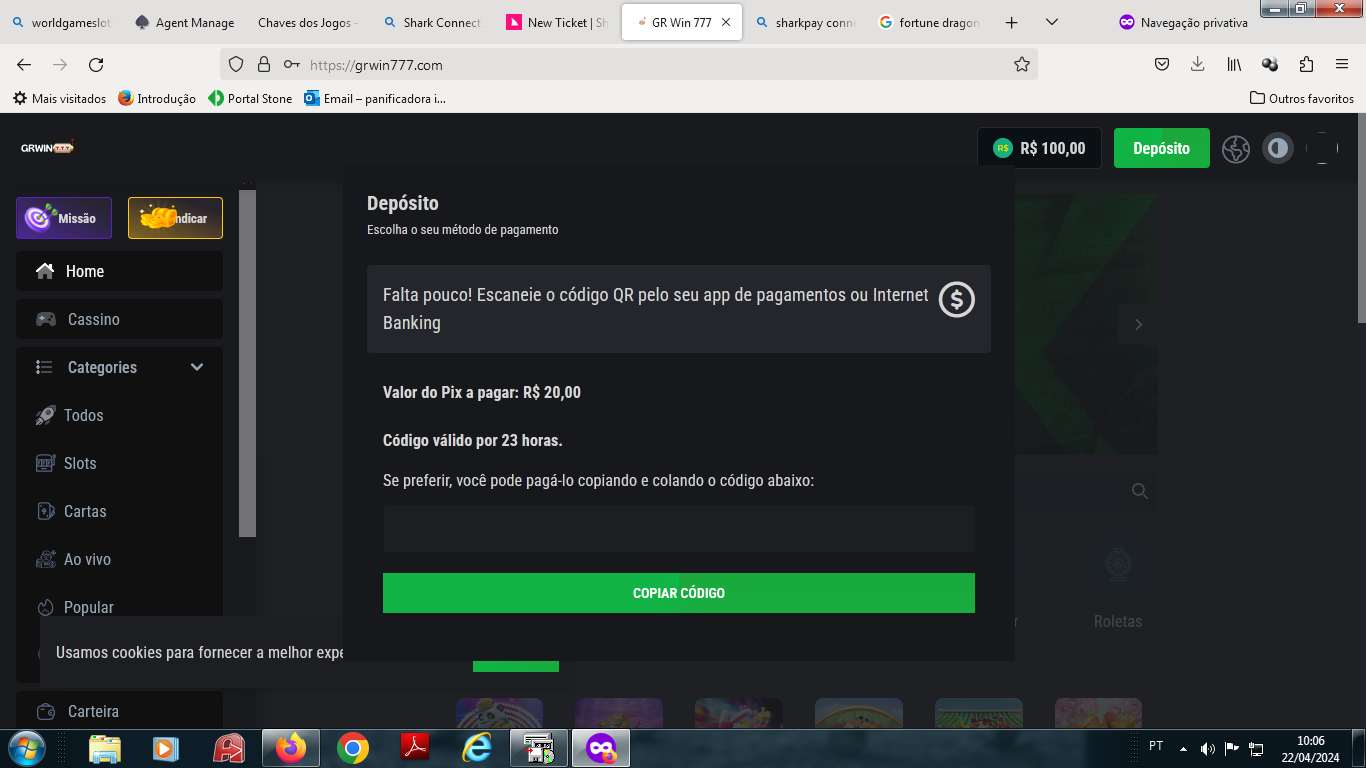 worldgameslot
Agent Manage
Chaves dos Jogos -
Shark Connect
New Ticket | Sh
GR Win 777
sharkpay conne
fortune dragon
Navegação privativa
https://grwin777.com
Mais visitados
Introdução
Portal Stone
Email – panificadora i...
Outros favoritos
GRWIN777
R$ R$ 100,00
Depósito
Missão
Indicar
Home
Cassino
Categories
Todos
Slots
Cartas
Ao vivo
Popular
Carteira
Depósito
Escolha o seu método de pagamento
Falta pouco! Escaneie o código QR pelo seu app de pagamentos ou Internet
Banking
Valor do Pix a pagar: R$ 20,00
Código válido por 23 horas.
Se preferir, você pode pagá-lo copiando e colando o código abaixo:
COPIAR CÓDIGO
Roletas
Usamos cookies para fornecer a melhor expe
PT
10:06
22/04/2024